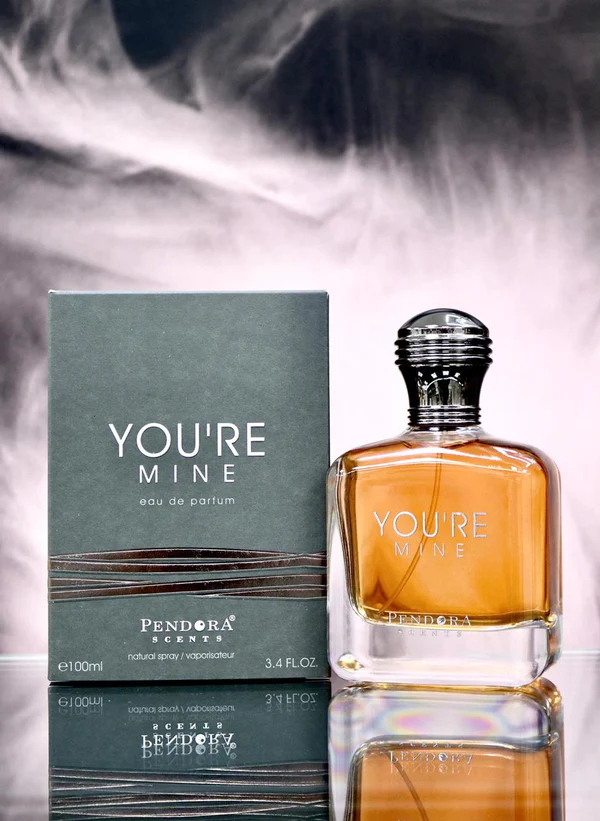 YOU'RE
MINE
eau de parfum
PENDORA®
SCENTS
natural spray / vaporisateur
℮100ml 3.4 FL.OZ.
YOU'RE
MINE
PENDORA
SCENTS